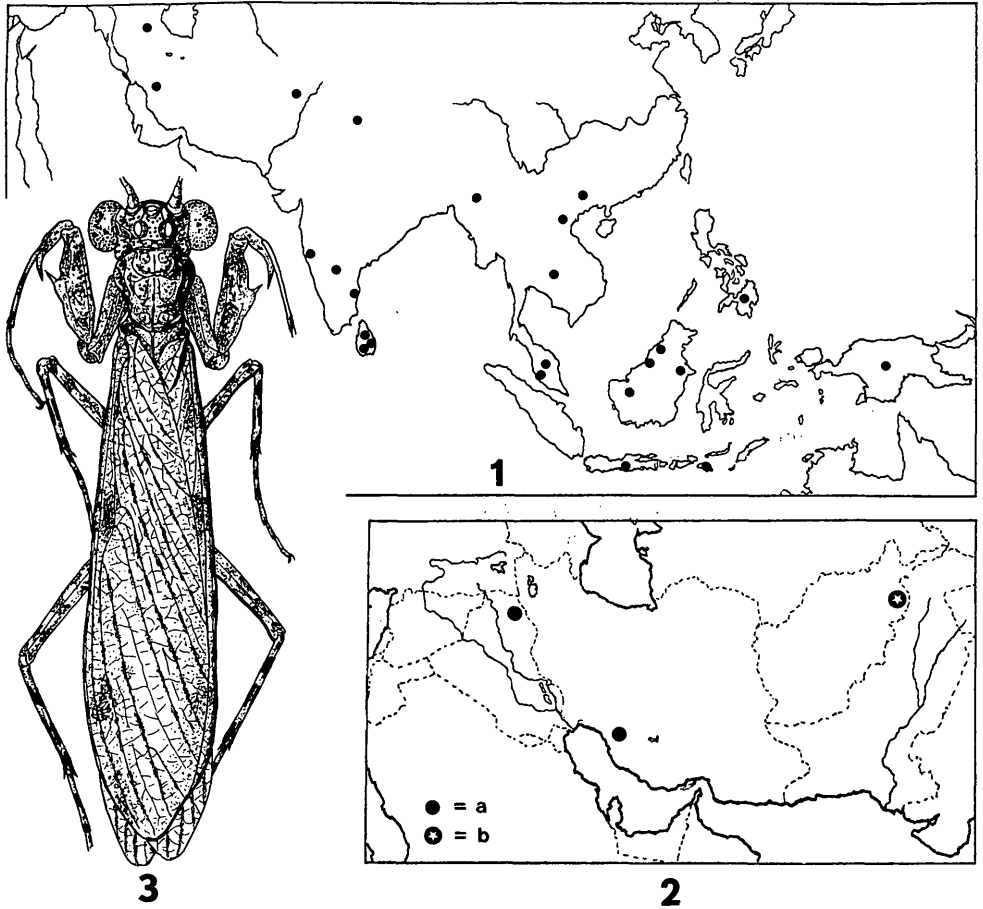 1
● = a
✪ = b
3
2